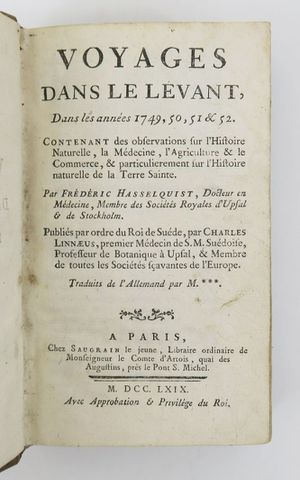 VOYAGES
DANS LE LEVANT,
Dans les années 1749, 50, 51 & 52.
CONTENANT des observations sur l'Histoire
Naturelle, la Médecine, l'Agriculture & le
Commerce, & particulierement sur l'Histoire
naturelle de la Terre Sainte.
Par FRÉDÉRIC HASSELQUIST, Docteur en
Médecine, Membre des Sociétés Royales d'Upsal
& de Stockholm.
Publiés par ordre du Roi de Suéde, par CHARLES
LINNÆUS, premier Médecin de S. M. Suédoise,
Professeur de Botanique à Upsal, & Membre
de toutes les Sociétés sçavantes de l'Europe.
Traduits de l'Allemand par M. ***.
A PARIS,
Chez SAUGRAIN le jeune, Libraire ordinaire de
Monseigneur le Comte d'Artois, quai des
Augustins, près le Pont S. Michel.
M. DCC. LXIX.
Avec Approbation & Privilége du Roi.